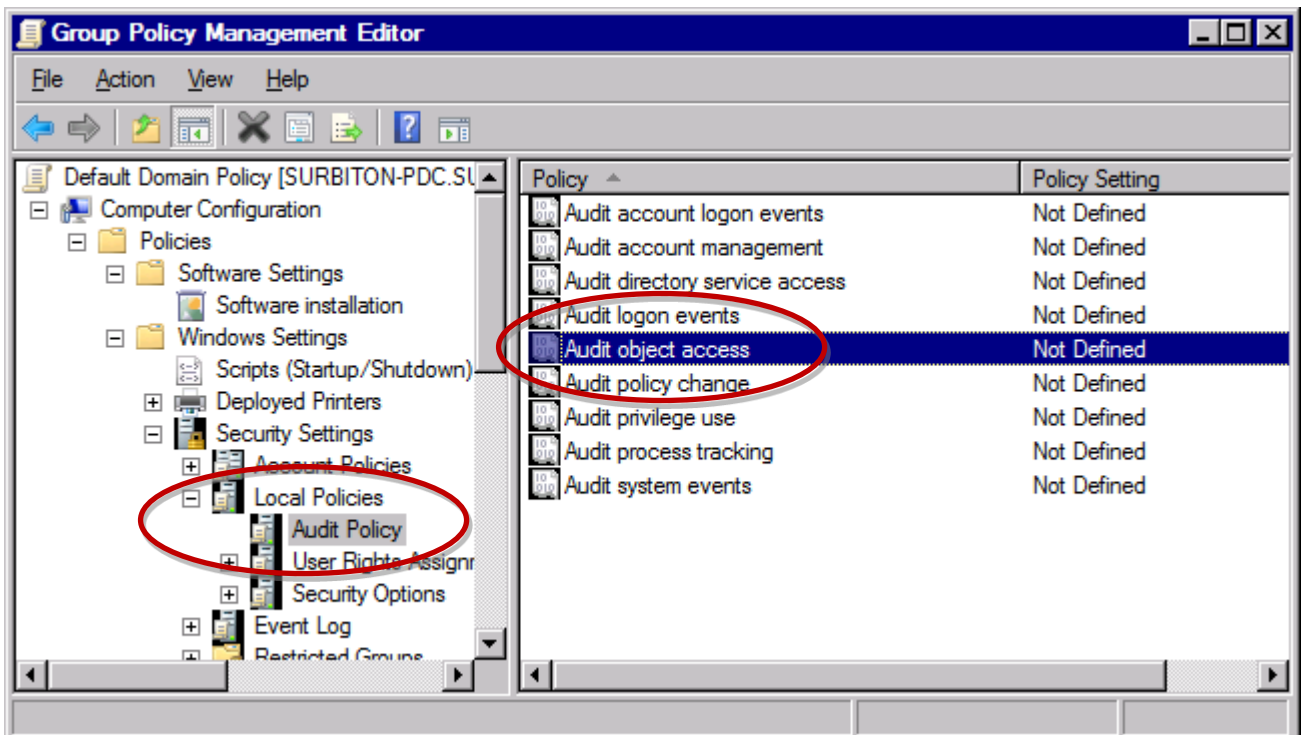 Group Policy Management Editor
File Action View Help
Default Domain Policy [SURBITON-PDC.SU
Computer Configuration
Policies
Software Settings
Software installation
Windows Settings
Scripts (Startup/Shutdown)
Deployed Printers
Security Settings
Account Policies
Local Policies
Audit Policy
User Rights Assignr
Security Options
Event Log
Restricted Groups
Policy Policy Setting
Audit account logon events Not Defined
Audit account management Not Defined
Audit directory service access Not Defined
Audit logon events Not Defined
Audit object access Not Defined
Audit policy change Not Defined
Audit privilege use Not Defined
Audit process tracking Not Defined
Audit system events Not Defined